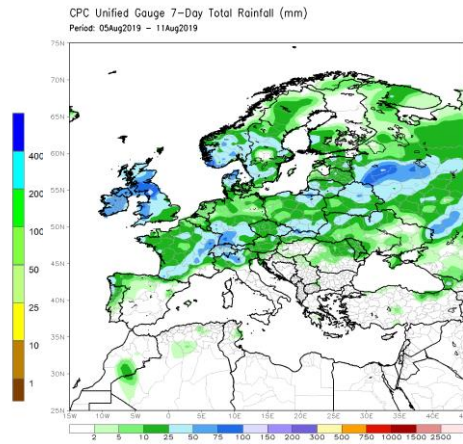 CPC Unified Gauge 7-Day Total Rainfall (mm)
Period: 05Aug2019 – 11Aug2019
75N
70N
65N
60N
55N
50N
45N
40N
35N
30N
25N
400
200
100
50
25
10
1
15W 10W 5W 0 5E 10E 15E 20E 25E 30E 35E 40E
2 5 10 25 50 75 100 150 200 300 500 750 1000 1500 2500